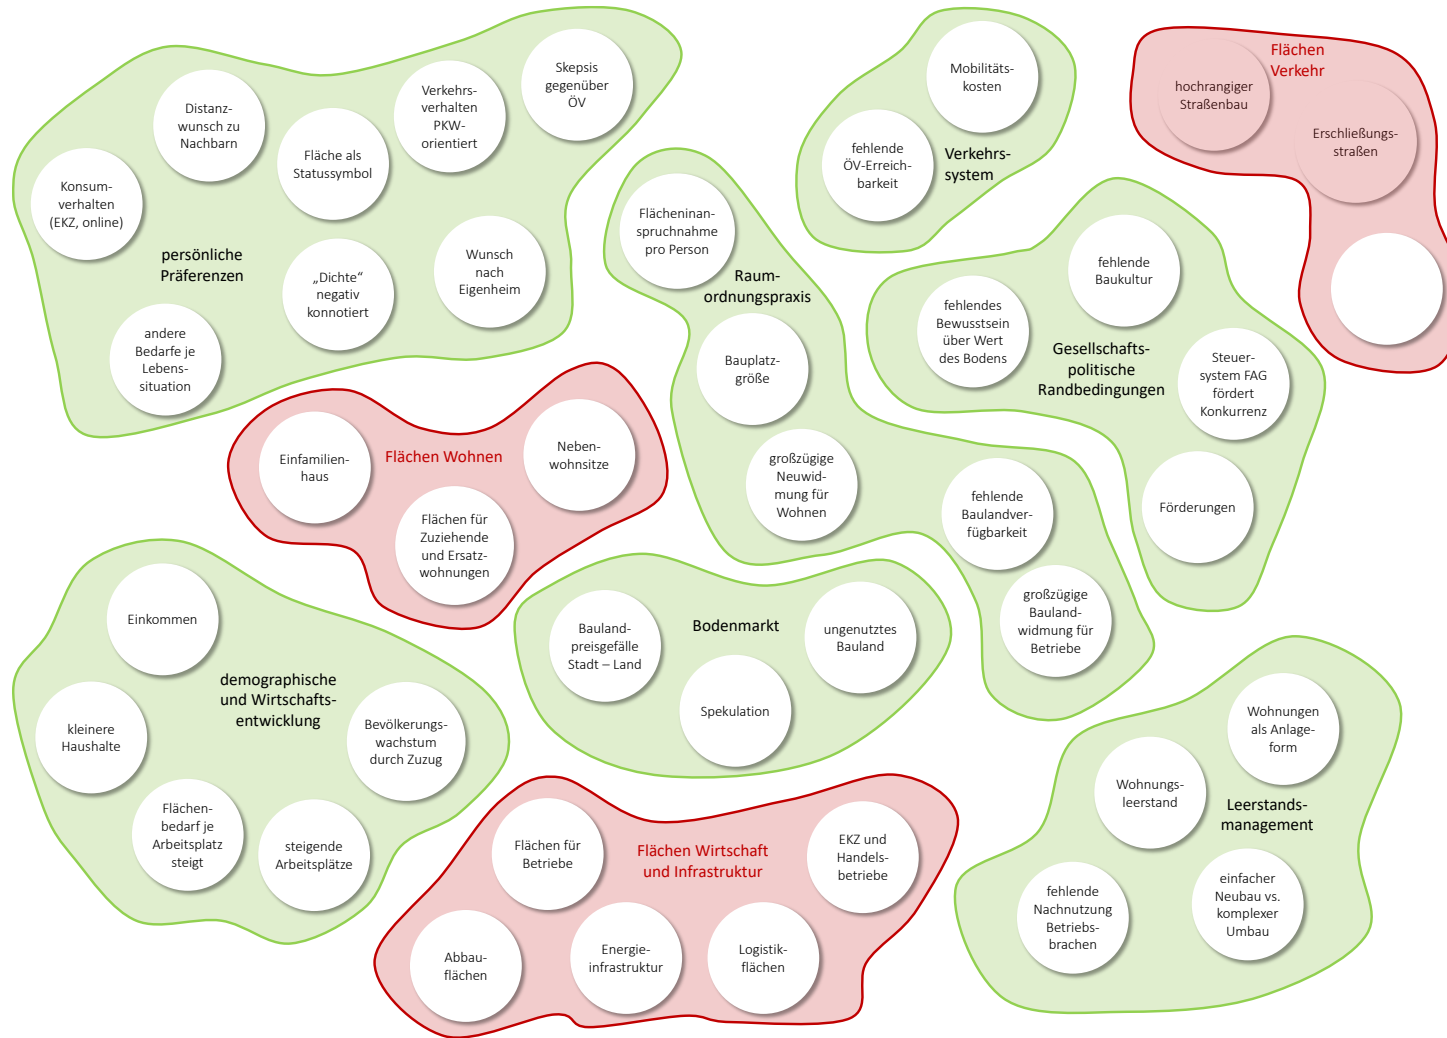 Skepsis
gegenüber
ÖV
Verkehrs-
verhalten
PKW-
orientiert
Distanz-
wunsch zu
Nachbarn
Fläche als
Statussymbol
Konsum-
verhalten
(EKZ, online)
persönliche
Präferenzen
„Dichte“
negativ
konnotiert
Wunsch
nach
Eigenheim
andere
Bedarfe je
Lebens-
situation
Mobilitäts-
kosten
fehlende
ÖV-Erreich-
barkeit
Verkehrs-
system
Flächen
Verkehr
hochrangiger
Straßenbau
Erschließungs-
straßen
Flächeninan-
spruchnahme
pro Person
Raum-
ordnungspraxis
Bauplatz-
größe
großzügige
Neuwid-
mung für
Wohnen
fehlende
Baulandver-
fügbarkeit
großzügige
Bauland-
widmung für
Betriebe
fehlende
Baukultur
fehlendes
Bewusstsein
über Wert
des Bodens
Gesellschafts-
politische
Randbedingungen
Steuer-
system FAG
fördert
Konkurrenz
Förderungen
Einfamilien-
haus
Flächen Wohnen
Neben-
wohnsitze
Flächen für
Zuziehende
und Ersatz-
wohnungen
Einkommen
demographische
und Wirtschafts-
entwicklung
kleinere
Haushalte
Bevölkerungs-
wachstum
durch Zuzug
Flächen-
bedarf je
Arbeitsplatz
steigt
steigende
Arbeitsplätze
Bauland-
preisgefälle
Stadt – Land
Bodenmarkt
ungenutztes
Bauland
Spekulation
Flächen für
Betriebe
Flächen Wirtschaft
und Infrastruktur
EKZ und
Handels-
betriebe
Abbau-
flächen
Energie-
infrastruktur
Logistik-
flächen
Wohnungen
als Anlage-
form
Wohnungs-
leerstand
Leerstands-
management
fehlende
Nachnutzung
Betriebs-
brachen
einfacher
Neubau vs.
komplexer
Umbau